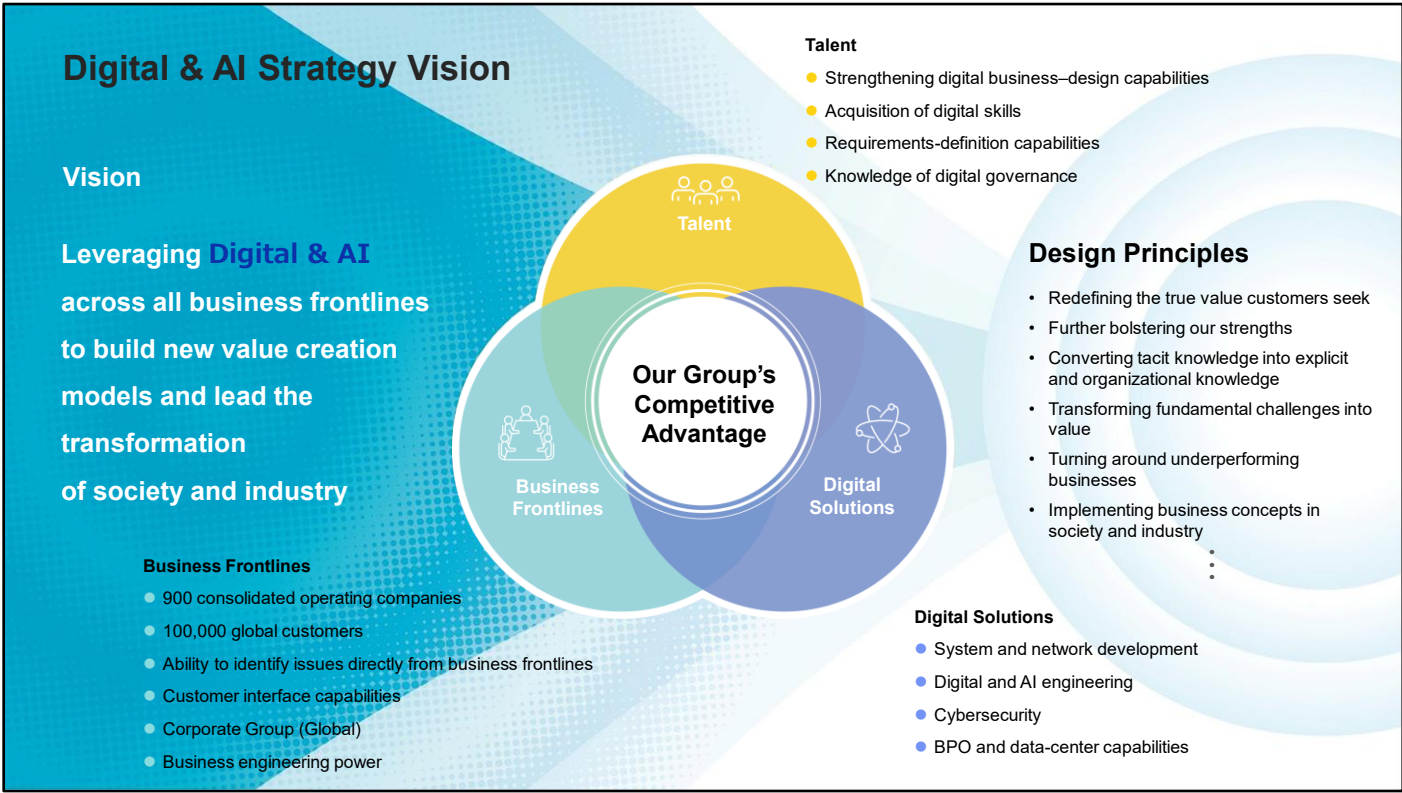 Digital & AI Strategy Vision
Vision
Leveraging Digital & AI
across all business frontlines
to build new value creation
models and lead the
transformation
of society and industry
Talent
Strengthening digital business–design capabilities
Acquisition of digital skills
Requirements-definition capabilities
Knowledge of digital governance
Talent
Our Group's
Competitive
Advantage
Business
Frontlines
Digital
Solutions
Design Principles
• Redefining the true value customers seek
• Further bolstering our strengths
• Converting tacit knowledge into explicit
and organizational knowledge
• Transforming fundamental challenges into
value
• Turning around underperforming
businesses
• Implementing business concepts in
society and industry
Business Frontlines
900 consolidated operating companies
100,000 global customers
Ability to identify issues directly from business frontlines
Customer interface capabilities
Corporate Group (Global)
Business engineering power
Digital Solutions
System and network development
Digital and AI engineering
Cybersecurity
BPO and data-center capabilities